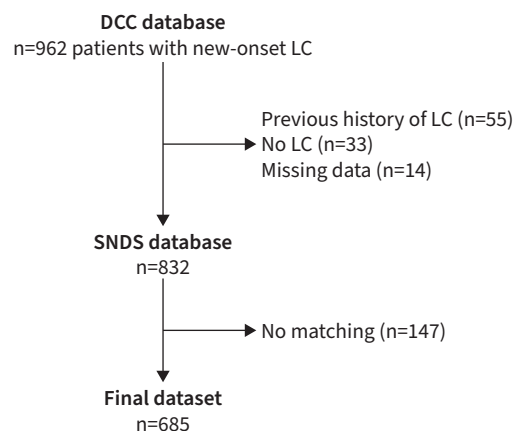 DCC database
n=962 patients with new-onset LC
Previous history of LC (n=55)
No LC (n=33)
Missing data (n=14)
SNDS database
n=832
No matching (n=147)
Final dataset
n=685